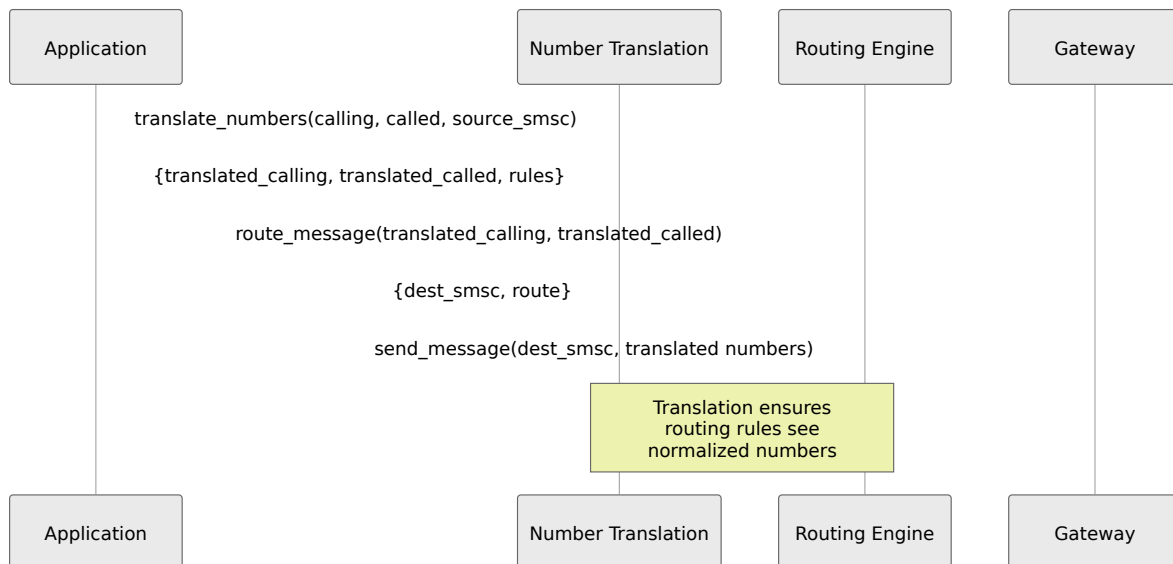 Application
Number Translation
Routing Engine
Gateway
translate_numbers(calling, called, source_smsc)
{translated_calling, translated_called, rules}
route_message(translated_calling, translated_called)
{dest_smsc, route}
send_message(dest_smsc, translated numbers)
Translation ensures
routing rules see
normalized numbers
Application
Number Translation
Routing Engine
Gateway